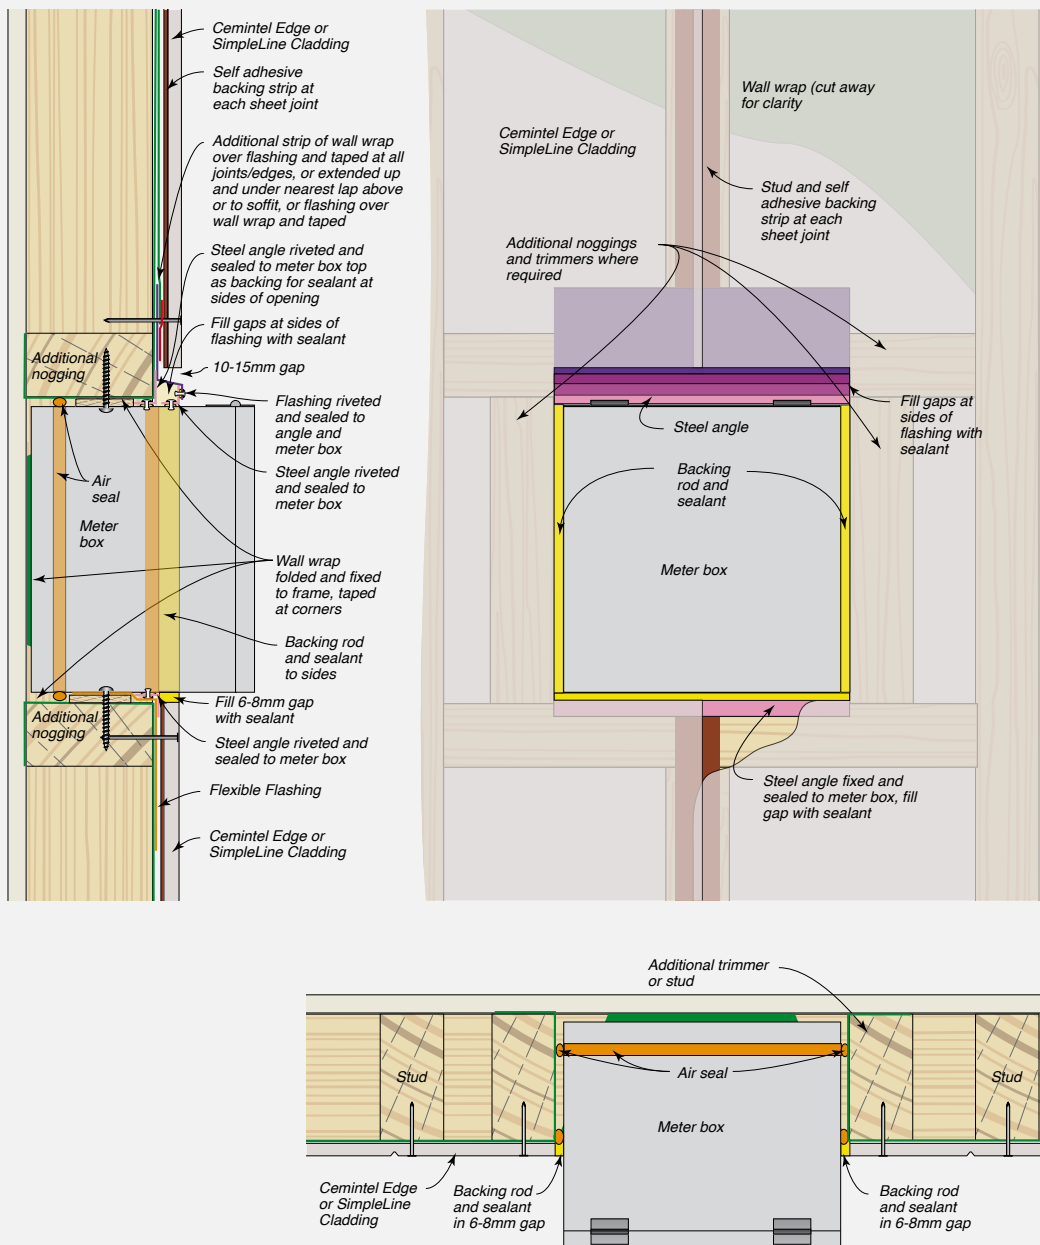 Cemintel Edge or
SimpleLine Cladding
Self adhesive
backing strip at
each sheet joint
Additional strip of wall wrap
over flashing and taped at all
joints/edges, or extended up
and under nearest lap above
or to soffit, or flashing over
wall wrap and taped
Steel angle riveted and
sealed to meter box top
as backing for sealant at
sides of opening
Fill gaps at sides of
flashing with sealant
10-15mm gap
Additional
nogging
Flashing riveted
and sealed to
angle and
meter box
Steel angle riveted
and sealed to
meter box
Air
seal
Meter
box
Wall wrap
folded and fixed
to frame, taped
at corners
Backing rod
and sealant
to sides
Fill 6-8mm gap
with sealant
Additional
nogging
Steel angle riveted and
sealed to meter box
Flexible Flashing
Cemintel Edge or
SimpleLine Cladding
Wall wrap (cut away
for clarity
Cemintel Edge or
SimpleLine Cladding
Stud and self
adhesive backing
strip at each
sheet joint
Additional noggings
and trimmers where
required
Fill gaps at
sides of
flashing with
sealant
Steel angle
Backing
rod and
sealant
Meter box
Steel angle fixed and
sealed to meter box, fill
gap with sealant
Additional trimmer
or stud
Stud
Air seal
Stud
Meter box
Cemintel Edge
or SimpleLine
Cladding
Backing rod
and sealant
in 6-8mm gap
Backing rod
and sealant
in 6-8mm gap